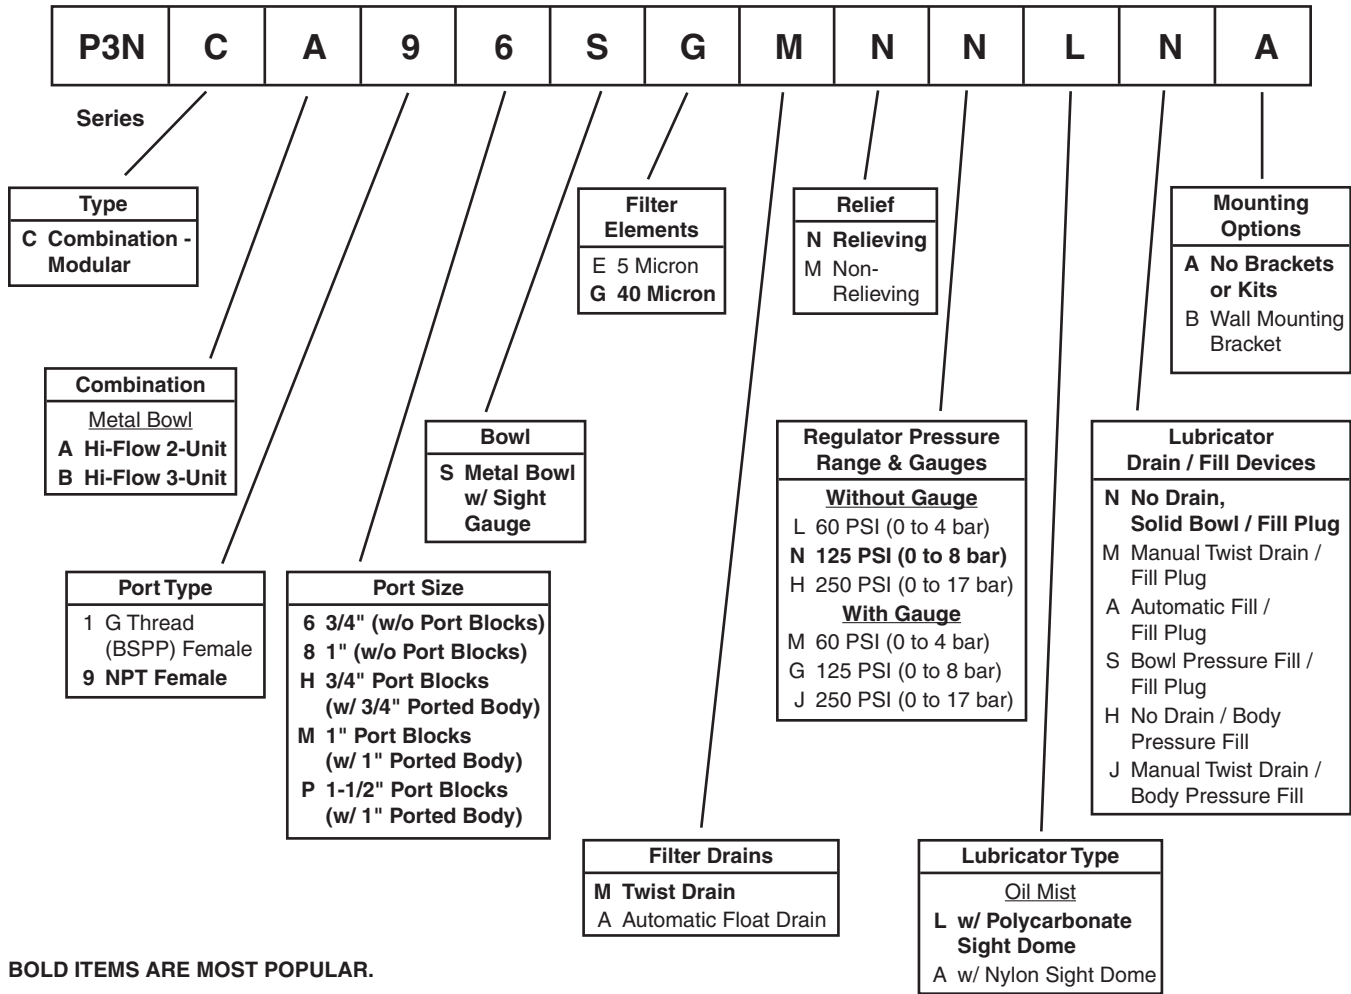 P3N C A 9 6 S G M N N L N A
Series
Type
C Combination -
Modular
Filter
Elements
E 5 Micron
G 40 Micron
Relief
N Relieving
M Non-
Relieving
Mounting
Options
A No Brackets
or Kits
B Wall Mounting
Bracket
Combination
Metal Bowl
A Hi-Flow 2-Unit
B Hi-Flow 3-Unit
Bowl
S Metal Bowl
w/ Sight
Gauge
Regulator Pressure
Range & Gauges
Without Gauge
L 60 PSI (0 to 4 bar)
N 125 PSI (0 to 8 bar)
H 250 PSI (0 to 17 bar)
With Gauge
M 60 PSI (0 to 4 bar)
G 125 PSI (0 to 8 bar)
J 250 PSI (0 to 17 bar)
Lubricator
Drain / Fill Devices
N No Drain,
Solid Bowl / Fill Plug
M Manual Twist Drain /
Fill Plug
A Automatic Fill /
Fill Plug
S Bowl Pressure Fill /
Fill Plug
H No Drain / Body
Pressure Fill
J Manual Twist Drain /
Body Pressure Fill
Port Type
1 G Thread
(BSPP) Female
9 NPT Female
Port Size
6 3/4" (w/o Port Blocks)
8 1" (w/o Port Blocks)
H 3/4" Port Blocks
(w/ 3/4" Ported Body)
M 1" Port Blocks
(w/ 1" Ported Body)
P 1-1/2" Port Blocks
(w/ 1" Ported Body)
Filter Drains
M Twist Drain
A Automatic Float Drain
Lubricator Type
Oil Mist
L w/ Polycarbonate
Sight Dome
A w/ Nylon Sight Dome
BOLD ITEMS ARE MOST POPULAR.